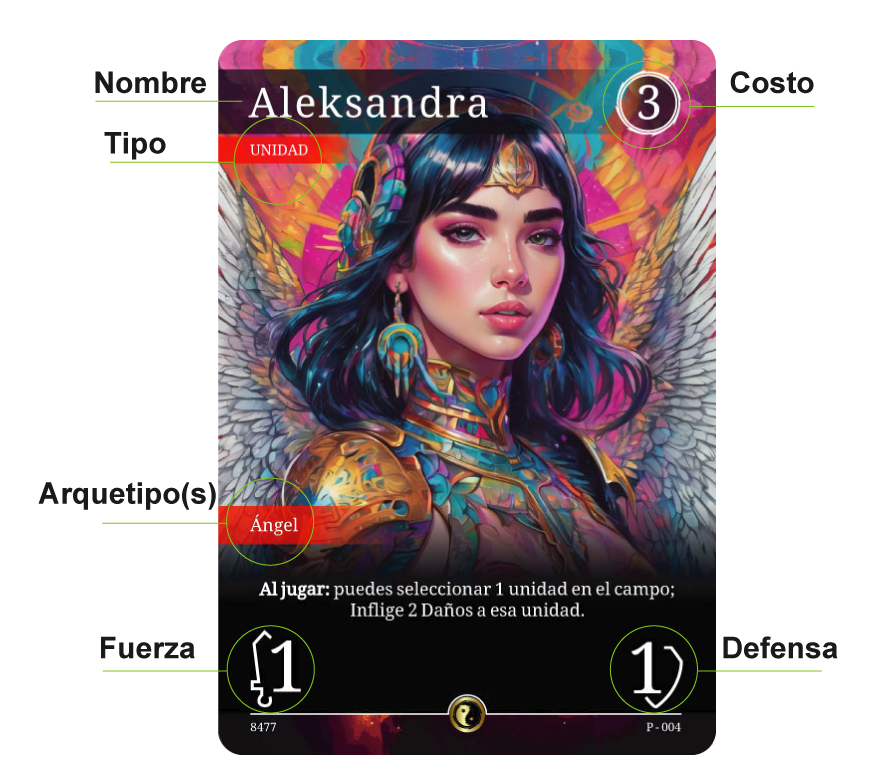 Nombre
Aleksandra
3
Costo
Tipo
UNIDAD
Arquetipo(s)
Ángel
Al jugar: puedes seleccionar 1 unidad en el campo;
Inflige 2 Daños a esa unidad.
Fuerza
1
1
Defensa
8477
P - 004